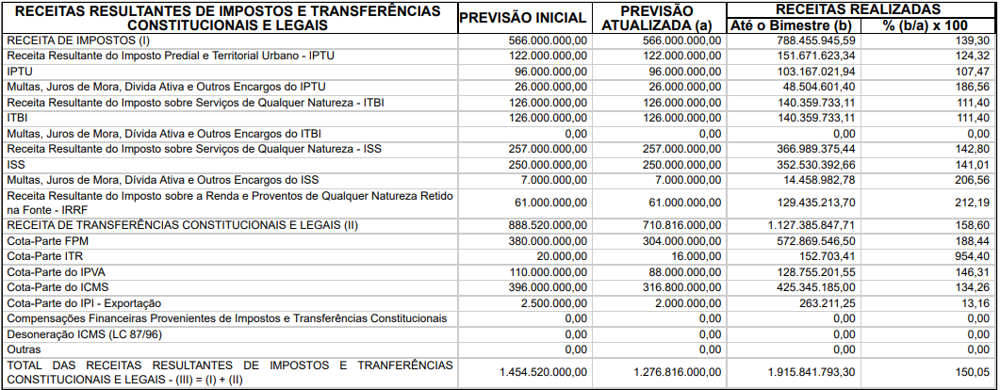 RECEITAS RESULTANTES DE IMPOSTOS E TRANSFERÊNCIAS CONSTITUCIONAIS E LEGAIS PREVISÃO INICIAL PREVISÃO ATUALIZADA (a) RECEITAS REALIZADAS
Até o Bimestre (b) % (b/a) x 100
RECEITA DE IMPOSTOS (I) 566.000.000,00 566.000.000,00 788.455.945,59 139,30
Receita Resultante do Imposto Predial e Territorial Urbano - IPTU 122.000.000,00 122.000.000,00 151.671.623,34 124,32
IPTU 96.000.000,00 96.000.000,00 103.167.021,94 107,47
Multas, Juros de Mora, Divida Ativa e Outros Encargos do IPTU 26.000.000,00 26.000.000,00 48.504.601,40 186,56
Receita Resultante do Imposto sobre Serviços de Qualquer Natureza - ITBI 126.000.000,00 126.000.000,00 140.359.733,11 111,40
ITBI 126.000.000,00 126.000.000,00 140.359.733,11 111,40
Multas, Juros de Mora, Dívida Ativa e Outros Encargos do ITBI 0,00 0,00 0,00 0,00
Receita Resultante do Imposto sobre Serviços de Qualquer Natureza - ISS 257.000.000,00 257.000.000,00 366.989.375,44 142,80
ISS 250.000.000,00 250.000.000,00 352.530.392,66 141,01
Multas, Juros de Mora, Dívida Ativa e Outros Encargos do ISS 7.000.000,00 7.000.000,00 14.458.982,78 206,56
Receita Resultante do Imposto sobre a Renda e Proventos de Qualquer Natureza Retido
na Fonte - IRRF 61.000.000,00 61.000.000,00 129.435.213,70 212,19
RECEITA DE TRANSFERÊNCIAS CONSTITUCIONAIS E LEGAIS (II) 888.520.000,00 710.816.000,00 1.127.385.847,71 158,60
Cota-Parte FPM 380.000.000,00 304.000.000,00 572.869.546,50 188,44
Cota-Parte ITR 20.000,00 16.000,00 152.703,41 954,40
Cota-Parte do IPVA 110.000.000,00 88.000.000,00 128.755.201,55 146,31
Cota-Parte do ICMS 396.000.000,00 316.800.000,00 425.345.185,00 134,26
Cota-Parte do IPI - Exportação 2.500.000,00 2.000.000,00 263.211,25 13,16
Compensações Financeiras Provenientes de Impostos e Transferências Constitucionais 0,00 0,00 0,00 0,00
Desoneração ICMS (LC 87/96) 0,00 0,00 0,00 0,00
Outras 0,00 0,00 0,00 0,00
TOTAL DAS RECEITAS RESULTANTES DE IMPOSTOS E TRANFERÊNCIAS
CONSTITUCIONAIS E LEGAIS - (III) = (I) + (II) 1.454.520.000,00 1.276.816.000,00 1.915.841.793,30 150,05